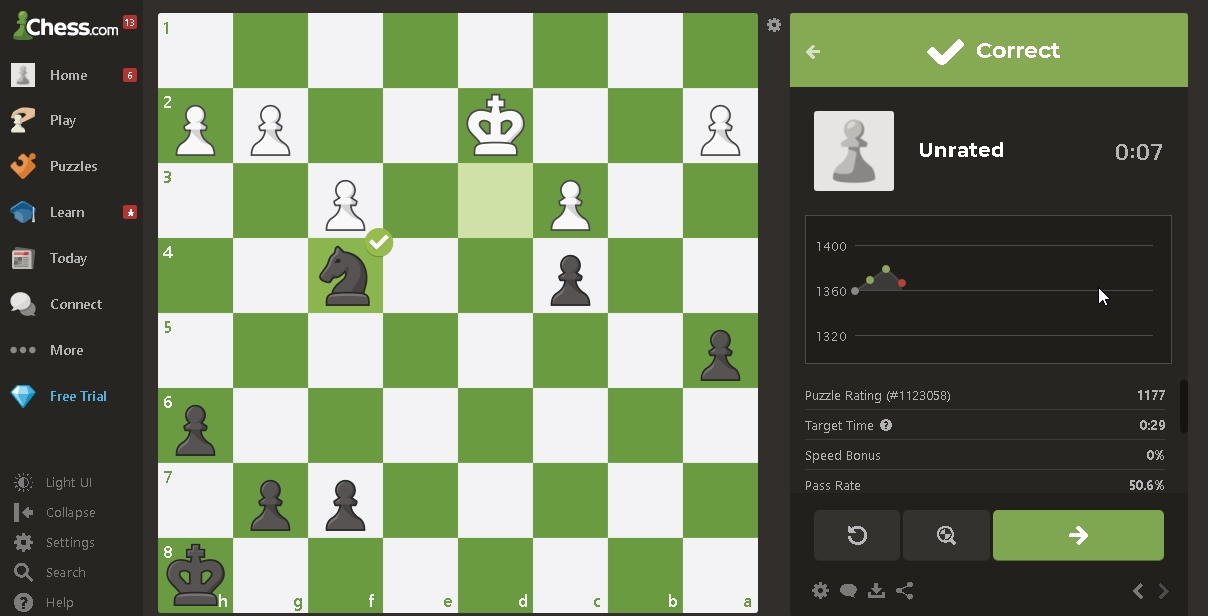 Chess.com 13
Home 6
Play
Puzzles
Learn
Today
Connect
More
Free Trial
Light UI
Collapse
Settings
Search
Help
1
2
3
4
5
6
7
8
h g f e d c b a
Correct
Unrated 0:07
1400
1360
1320
Puzzle Rating (#1123058) 1177
Target Time ? 0:29
Speed Bonus 0%
Pass Rate 50.6%